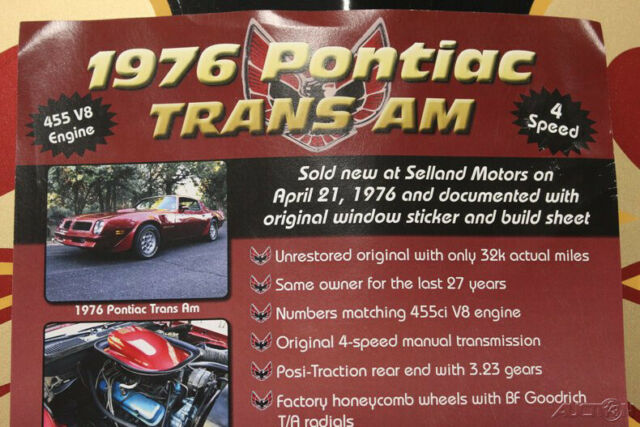 1976 Pontiac
TRANS AM
455 V8
Engine
4
Speed
Sold new at Selland Motors on
April 21, 1976 and documented with
original window sticker and build sheet
1976 Pontiac Trans Am
Unrestored original with only 32k actual miles
Same owner for the last 27 years
Numbers matching 455ci V8 engine
Original 4-speed manual transmission
Posi-Traction rear end with 3.23 gears
Factory honeycomb wheels with BF Goodrich
T/A radials